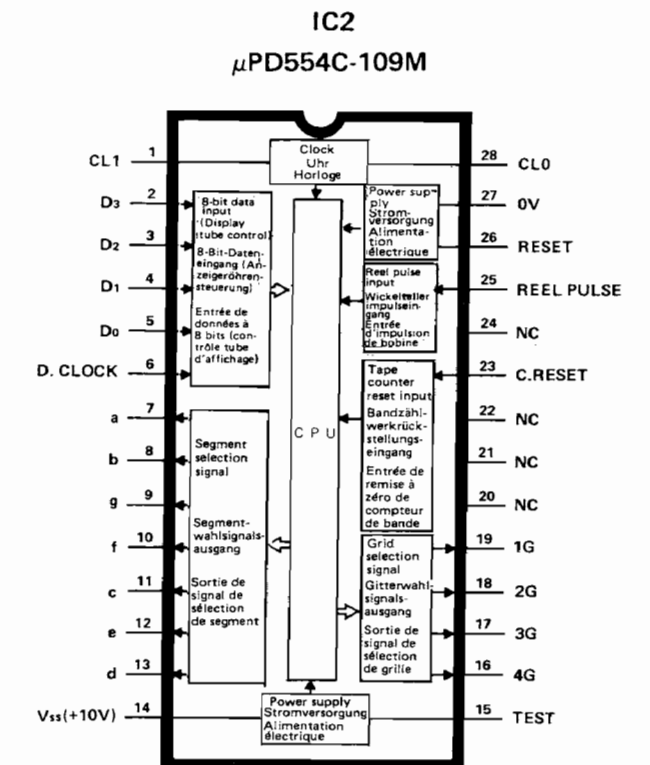 IC2
μPD554C-109M
Clock
Uhr
Horloge
CL1 1
28 CL0
D3 2
D2 3
D1 4
D0 5
D. CLOCK 6
8-bit data
input
(Display
tube control)
8-Bit-Daten-
eingang (An-
zeigeröhren-
steuerung)
Entrée de
données à
8 bits (con-
trôle tube
d'affichage)
Power sup-
ply
Strom-
versorgung
Alimenta-
tion
électrique
27 0V
26 RESET
Reel pulse
input
Wickelteller
impulsein-
gang
Entrée
d'impulsion
de bobine
25 REEL PULSE
24 NC
CPU
Tape
counter
reset input
Bandzähl-
werkrück-
stellungs-
eingang
Entrée de
remise à
zéro de
compteur
de bande
23 C.RESET
22 NC
21 NC
20 NC
a 7
b 8
g 9
f 10
c 11
e 12
d 13
Segment
selection
signal
Segment-
wahlsignals-
ausgang
Sortie de
signal de
sélection
de segment
Grid
selection
signal
Gitterwahl-
signals-
ausgang
Sortie de
signal de
sélection
de grille
19 1G
18 2G
17 3G
16 4G
Vss(+10V) 14
Power supply
Stromversorgung
Alimentation
électrique
15 TEST